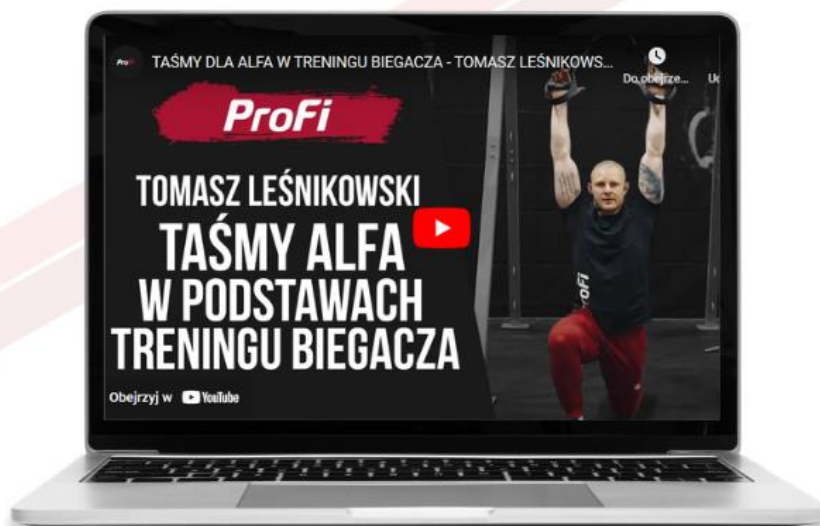 TAŚMY DLA ALFA W TRENINGU BIEGACZA - TOMASZ LEŚNIKOWS...
Do obejrze...
ProFi
TOMASZ LEŚNIKOWSKI
TAŚMY ALFA
W PODSTAWACH
TRENINGU BIEGACZA
Obejrzyj w YouTube